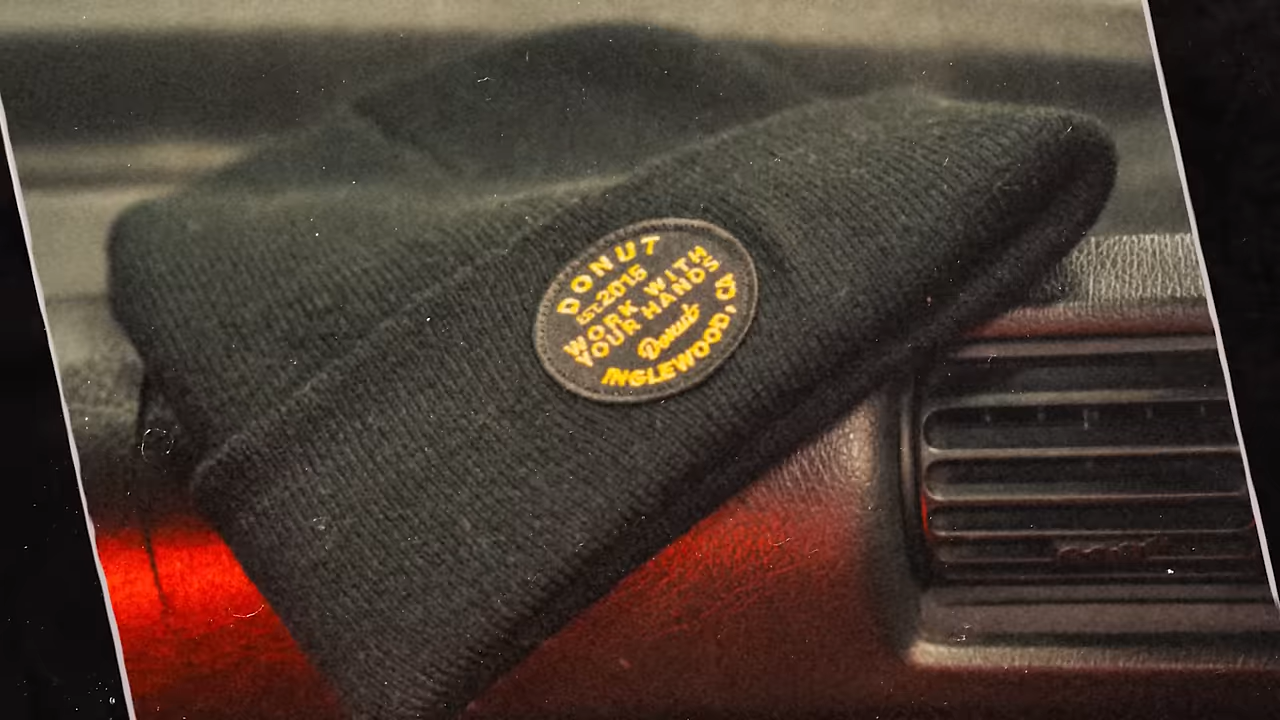 DONUT
EST. 2015
WORK WITH
YOUR HANDS
Donut
INGLEWOOD, CA